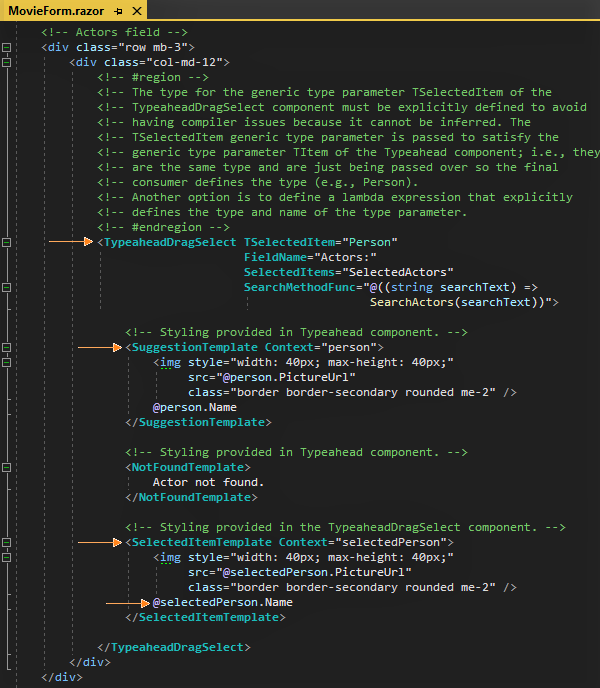 MovieForm.razor
<!-- Actors field -->
<div class="row mb-3">
<div class="col-md-12">
<!-- #region -->
<!-- The type for the generic type parameter TSelectedItem of the
<!-- TypeaheadDragSelect component must be explicitly defined to avoid
<!-- having compiler issues because it cannot be inferred. The
<!-- TSelectedItem generic type parameter is passed to satisfy the
<!-- generic type parameter TItem of the Typeahead component; i.e., they
<!-- are the same type and are just being passed over so the final
<!-- consumer defines the type (e.g., Person).
<!-- Another option is to define a lambda expression that explicitly
<!-- defines the type and name of the type parameter.
<!-- #endregion -->
<TypeaheadDragSelect TSelectedItem="Person"
FieldName="Actors:"
SelectedItems="SelectedActors"
SearchMethodFunc="@((string searchText) =>
SearchActors(searchText))">
<!-- Styling provided in Typeahead component. -->
<SuggestionTemplate Context="person">
<img style="width: 40px; max-height: 40px;"
src="@person.PictureUrl"
class="border border-secondary rounded me-2" />
@person.Name
</SuggestionTemplate>
<!-- Styling provided in Typeahead component. -->
<NotFoundTemplate>
Actor not found.
</NotFoundTemplate>
<!-- Styling provided in the TypeaheadDragSelect component. -->
<SelectedItemTemplate Context="selectedPerson">
<img style="width: 40px; max-height: 40px;"
src="@selectedPerson.PictureUrl"
class="border border-secondary rounded me-2" />
@selectedPerson.Name
</SelectedItemTemplate>
</TypeaheadDragSelect>
</div>
</div>